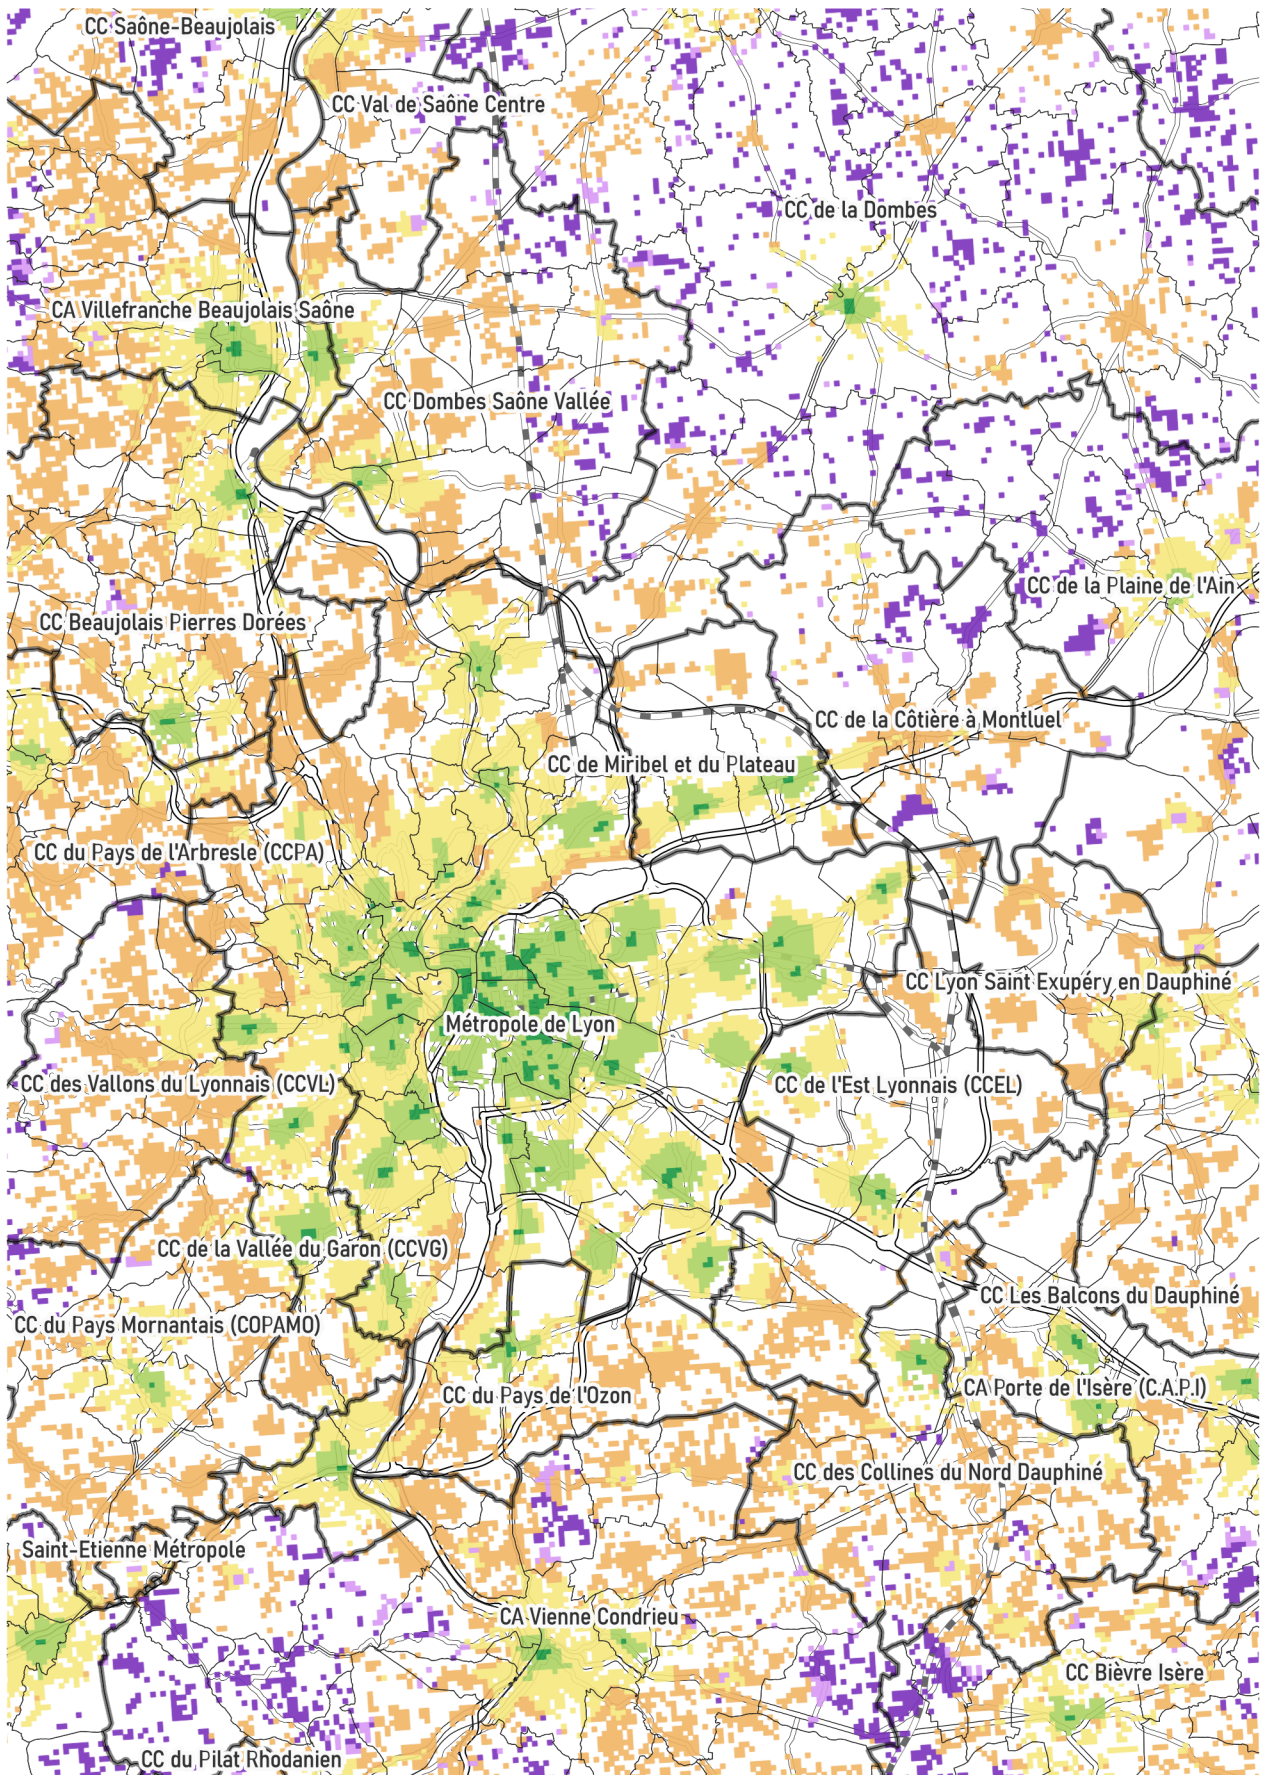 CC Saône-Beaujolais
CC Val de Saône Centre
CC de la Dombes
CA Villefranche Beaujolais Saône
CC Dombes Saône Vallée
CC de la Plaine de l'Ain
CC Beaujolais Pierres Dorées
CC de la Côtière à Montluel
CC de Miribel et du Plateau
CC du Pays de l'Arbresle (CCPA)
CC Lyon Saint Exupéry en Dauphiné
Métropole de Lyon
CC des Vallons du Lyonnais (CCVL)
CC de l'Est Lyonnais (CCEL)
CC de la Vallée du Garon (CCVG)
CC Les Balcons du Dauphiné
CC du Pays Mornantais (COPAMO)
CA Porte de l'Isère (C.A.P.I)
CC du Pays de l'Ozon
CC des Collines du Nord Dauphiné
Saint-Etienne Métropole
CA Vienne Condrieu
CC Bièvre Isère
CC du Pilat Rhodanien